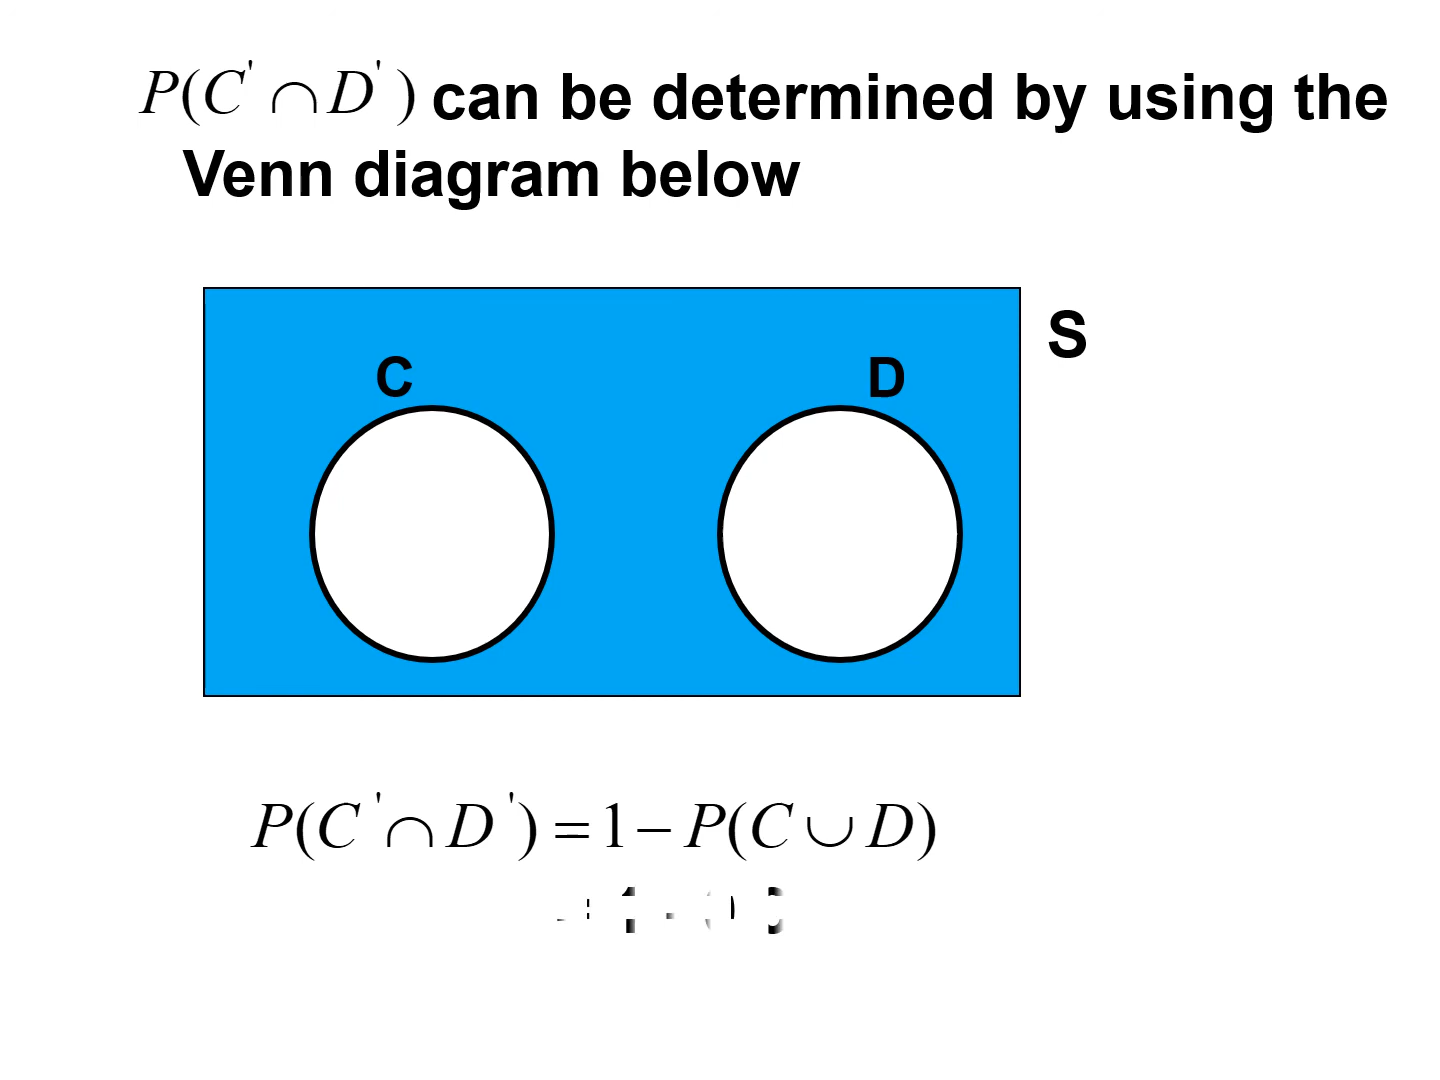 P(C' ∩ D') can be determined by using the
Venn diagram below
S
C
D
P(C' ∩ D') = 1 − P(C ∪ D)